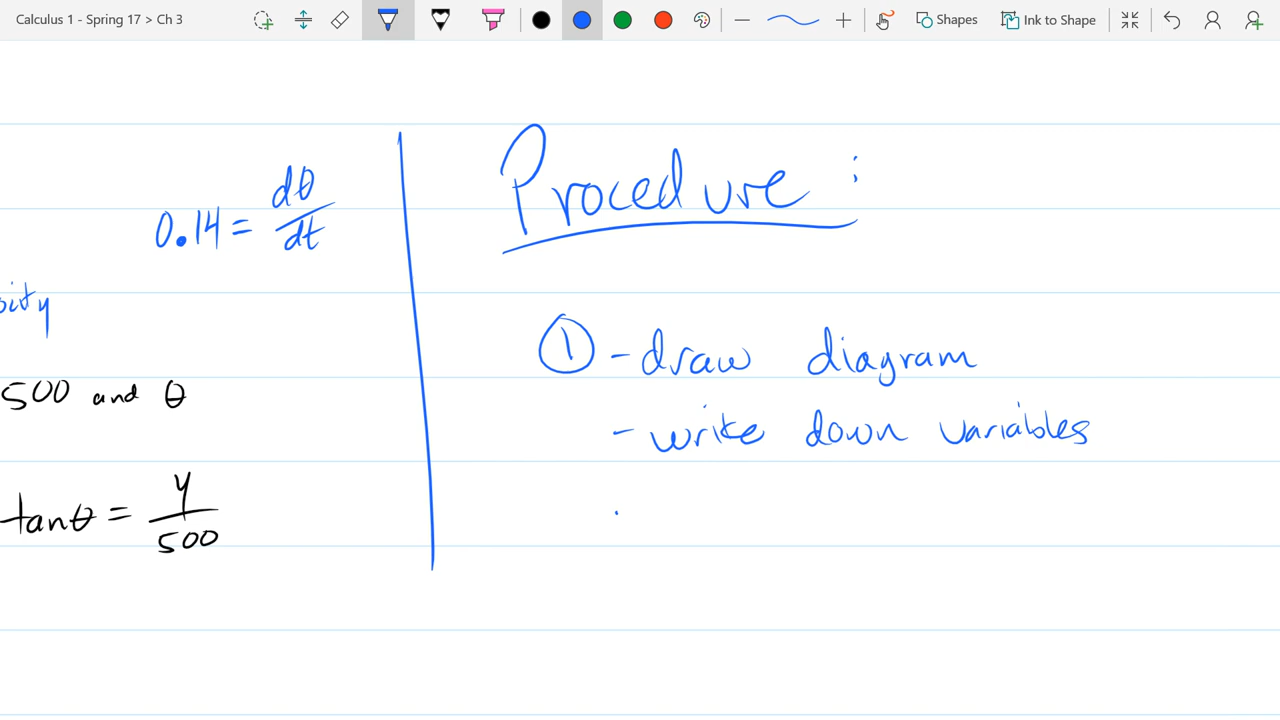 Calculus 1 - Spring 17 > Ch 3
Shapes
Ink to Shape
0.14 = dθ/dt
500 and θ
tanθ = y/500
Procedure:
① - draw diagram
- write down variables